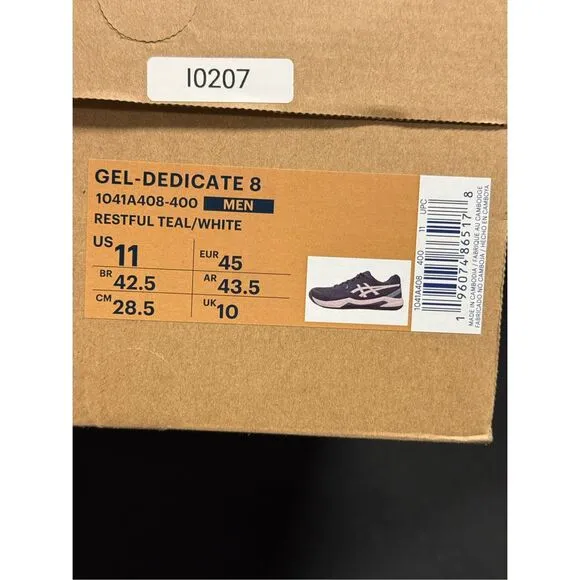 I0207
GEL-DEDICATE 8
1041A408-400 MEN
RESTFUL TEAL/WHITE
US 11 EUR 45
BR 42.5 AR 43.5
CM 28.5 UK 10
1041A408 400 11 UPC
1 96074 86517 8
MADE IN CAMBODIA / FABRIQUE AU CAMBODGE
FABRICADO NO CAMBOJA / HECHO EN CAMBOYA